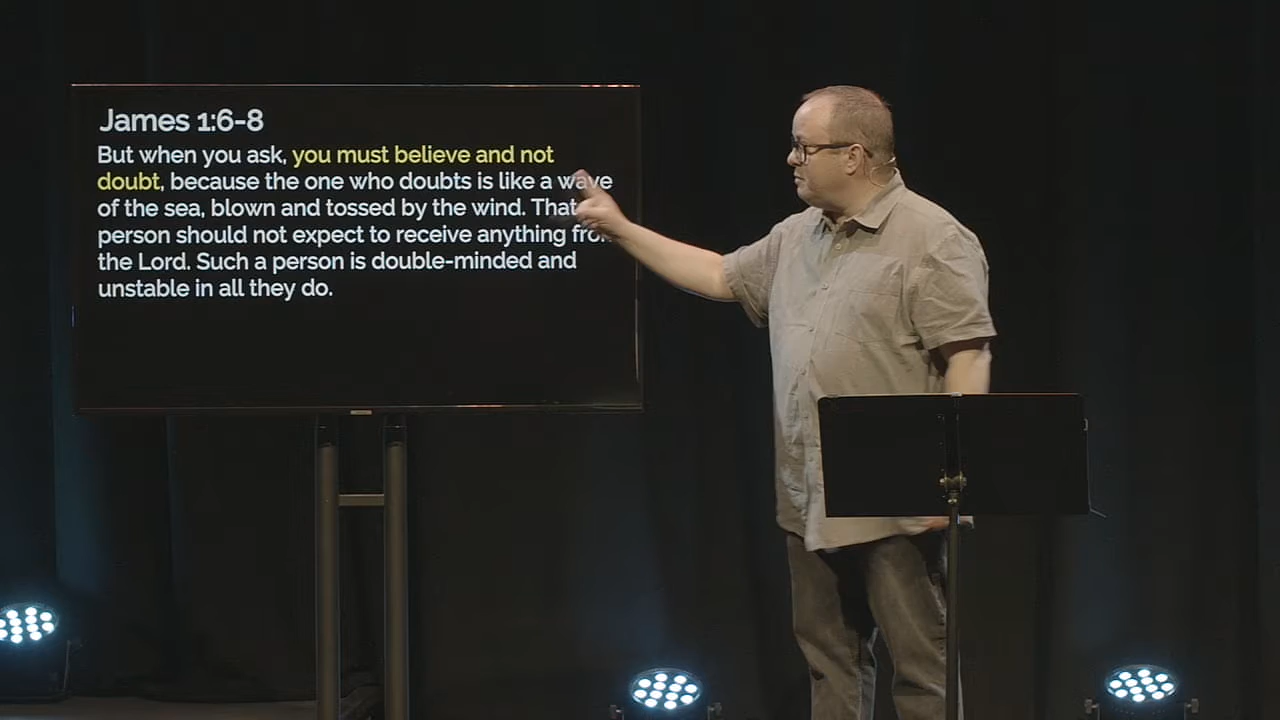 James 1:6-8
But when you ask, you must believe and not
doubt, because the one who doubts is like a wave
of the sea, blown and tossed by the wind. That
person should not expect to receive anything from
the Lord. Such a person is double-minded and
unstable in all they do.